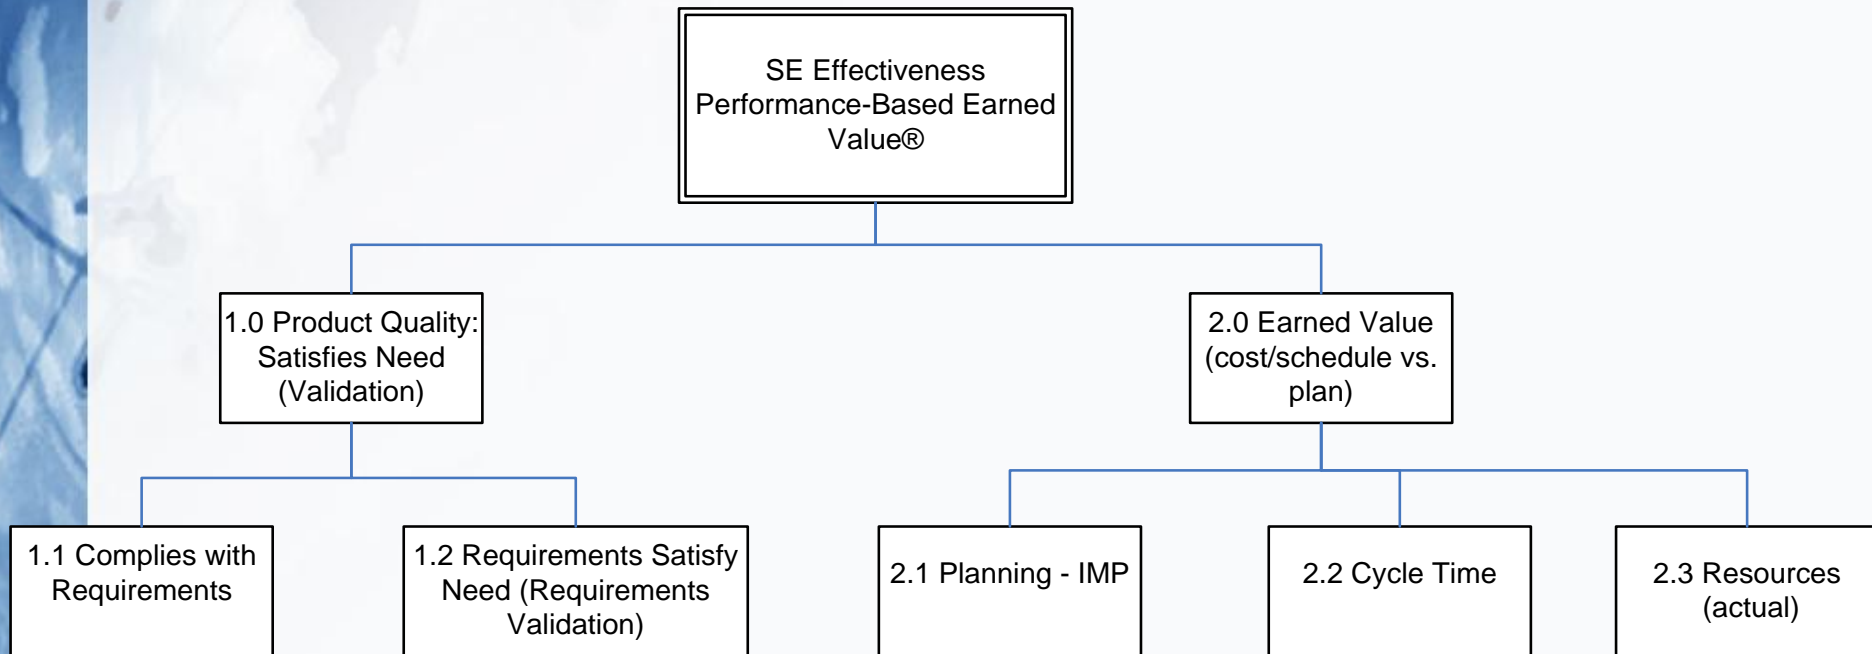 SE Effectiveness
Performance-Based Earned
Value®
1.0 Product Quality:
Satisfies Need
(Validation)
2.0 Earned Value
(cost/schedule vs.
plan)
1.1 Complies with
Requirements
1.2 Requirements Satisfy
Need (Requirements
Validation)
2.1 Planning - IMP
2.2 Cycle Time
2.3 Resources
(actual)